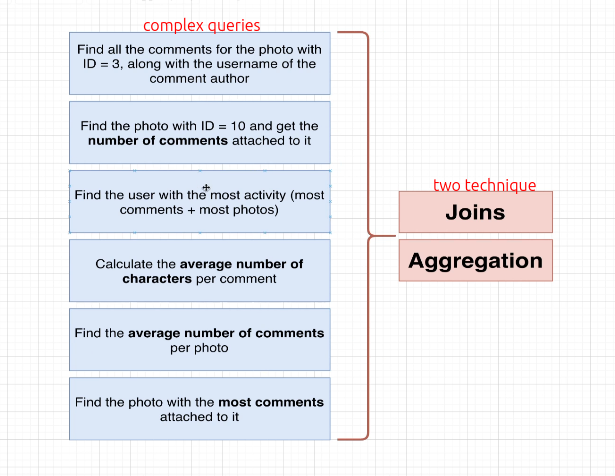 complex queries
Find all the comments for the photo with
ID = 3, along with the username of the
comment author
Find the photo with ID = 10 and get the
number of comments attached to it
Find the user with the most activity (most
comments + most photos)
Calculate the average number of
characters per comment
Find the average number of comments
per photo
Find the photo with the most comments
attached to it
two technique
Joins
Aggregation